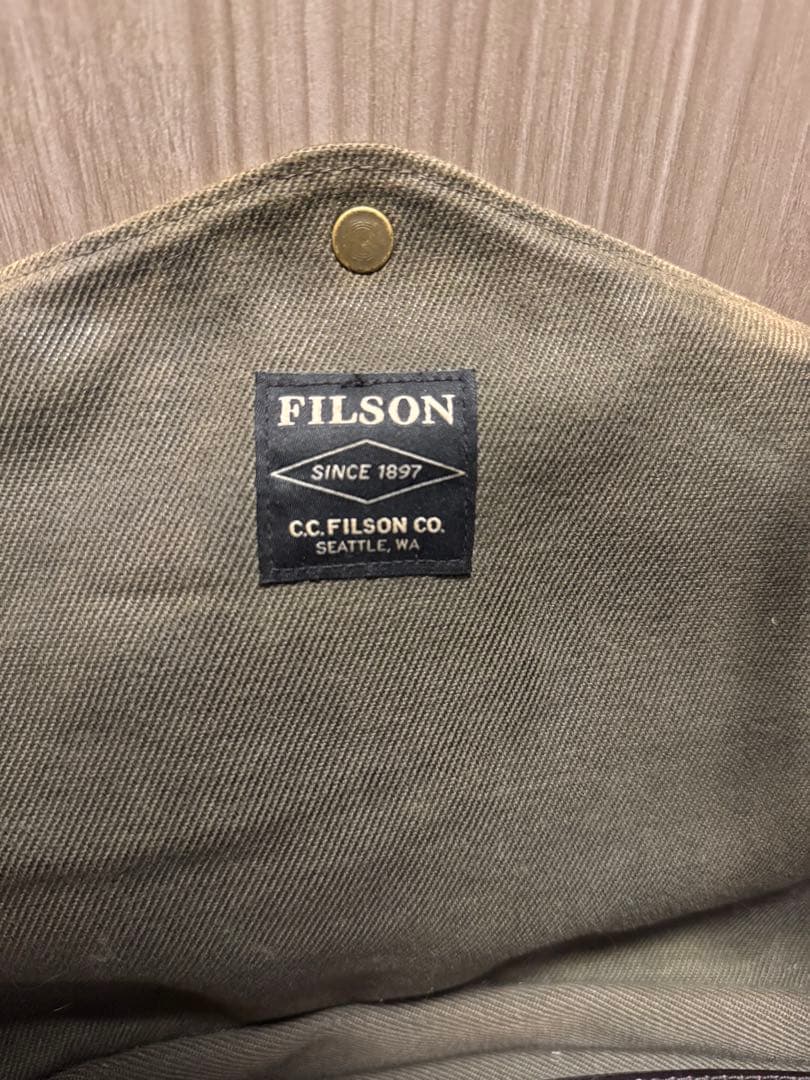 FILSON
SINCE 1897
C.C. FILSON CO.
SEATTLE, WA